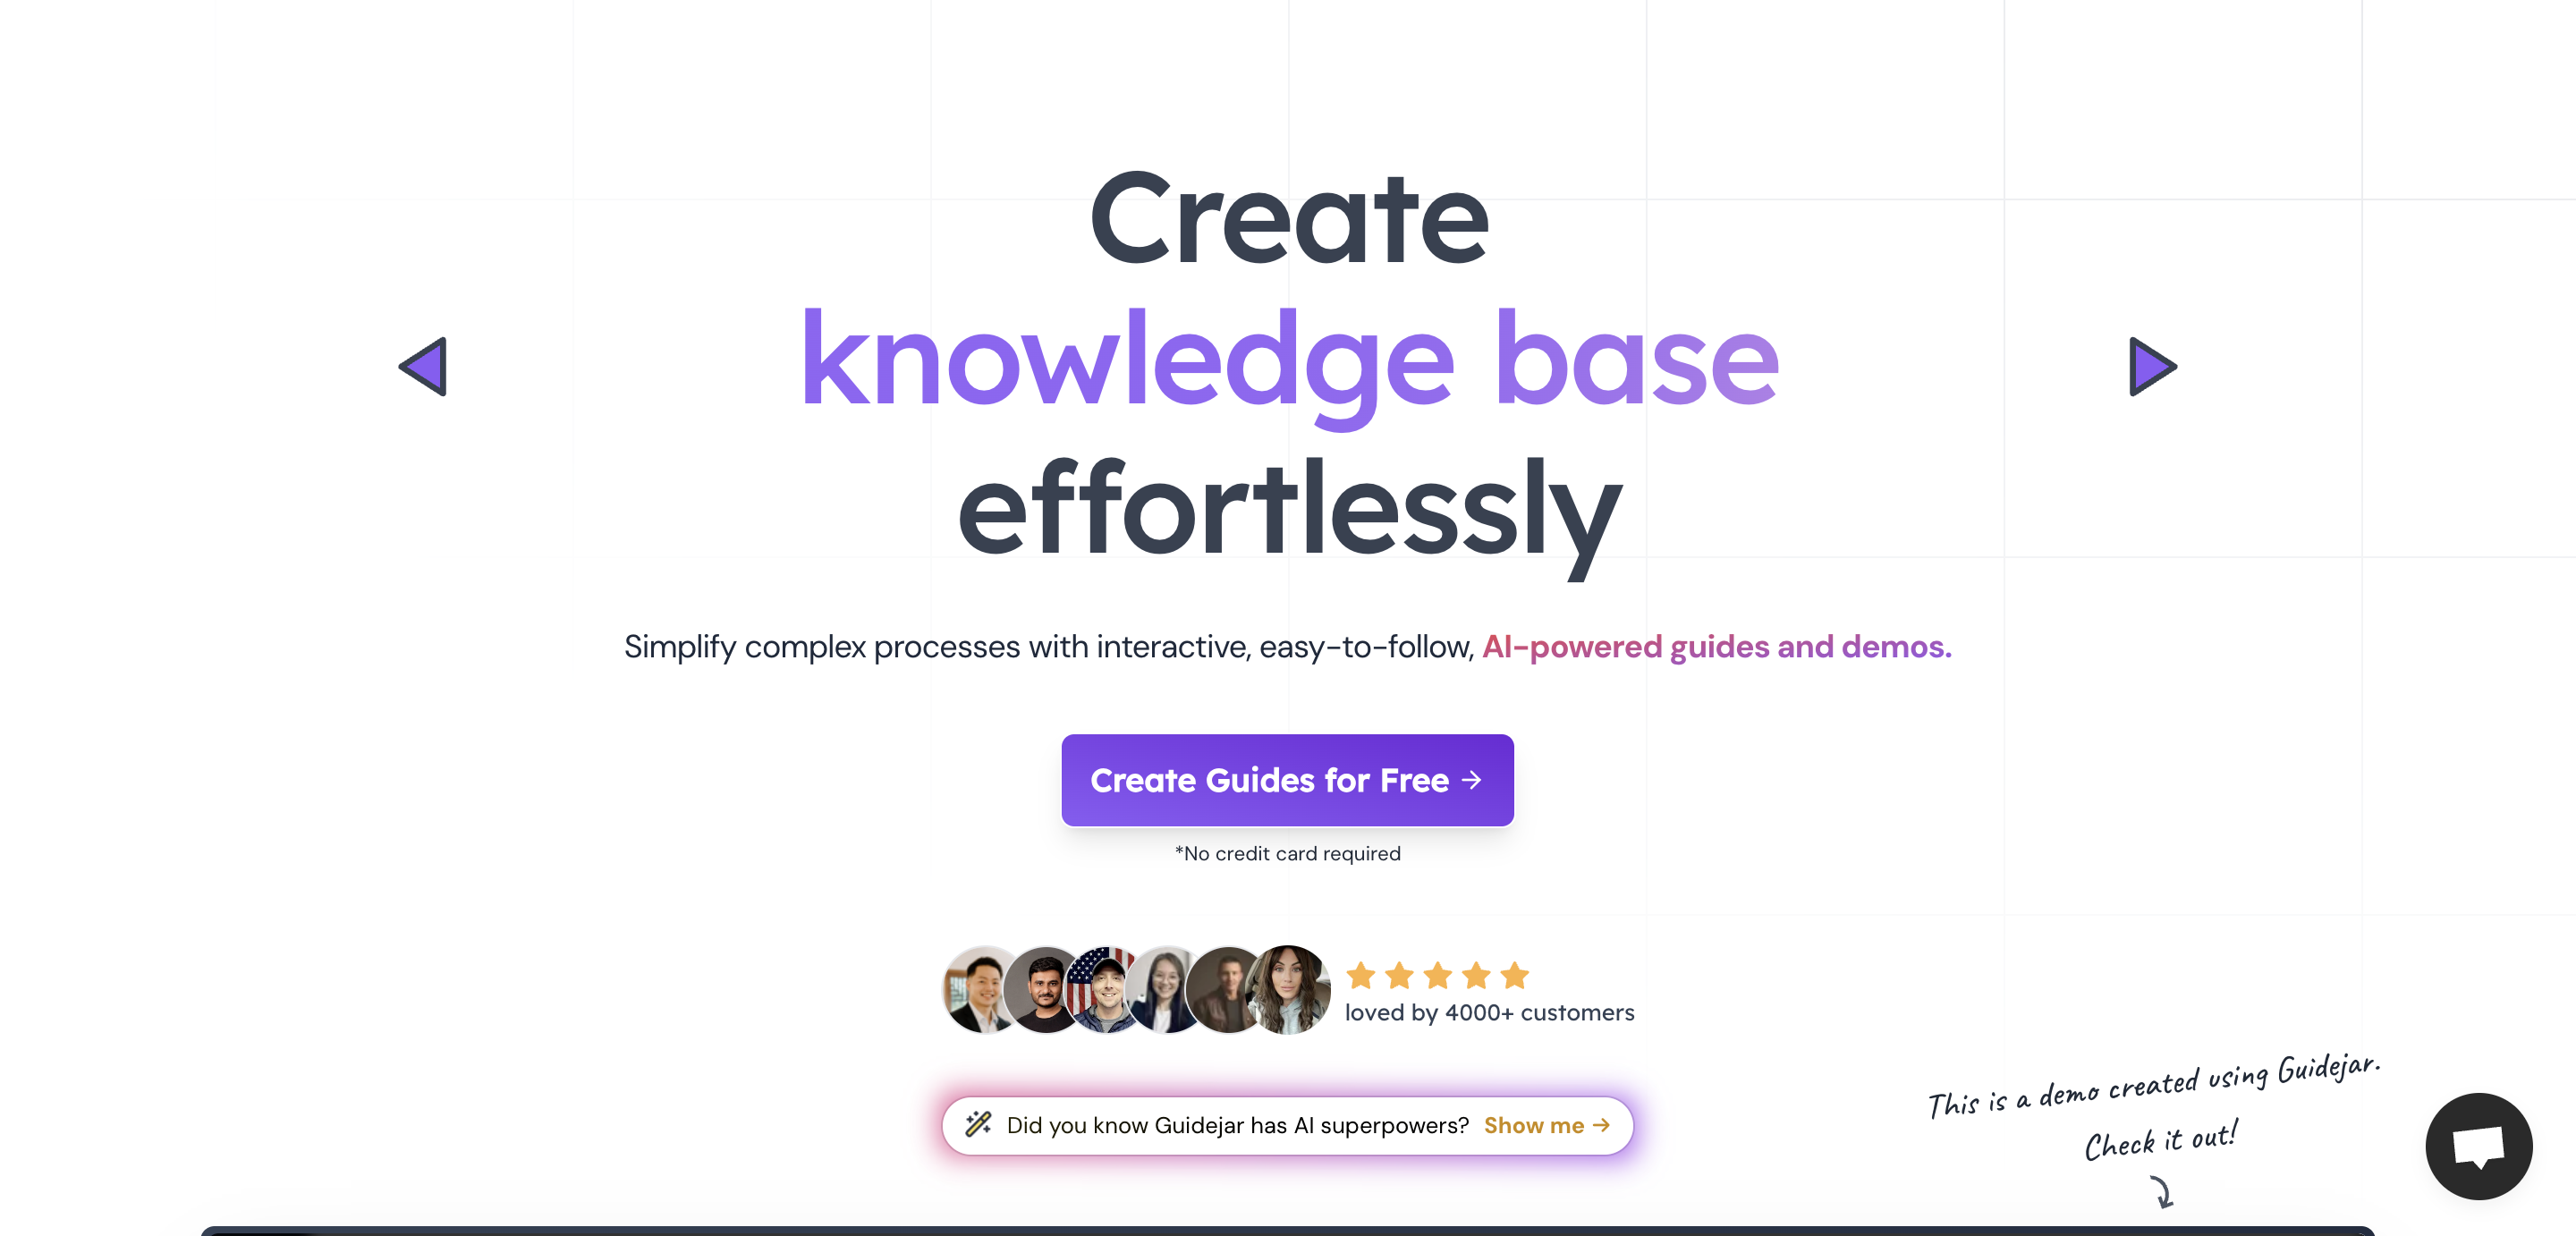 Create
knowledge base
effortlessly
Simplify complex processes with interactive, easy-to-follow, AI-powered guides and demos.
Create Guides for Free →
*No credit card required
loved by 4000+ customers
Did you know Guidejar has AI superpowers? Show me →
This is a demo created using Guidejar.
Check it out!